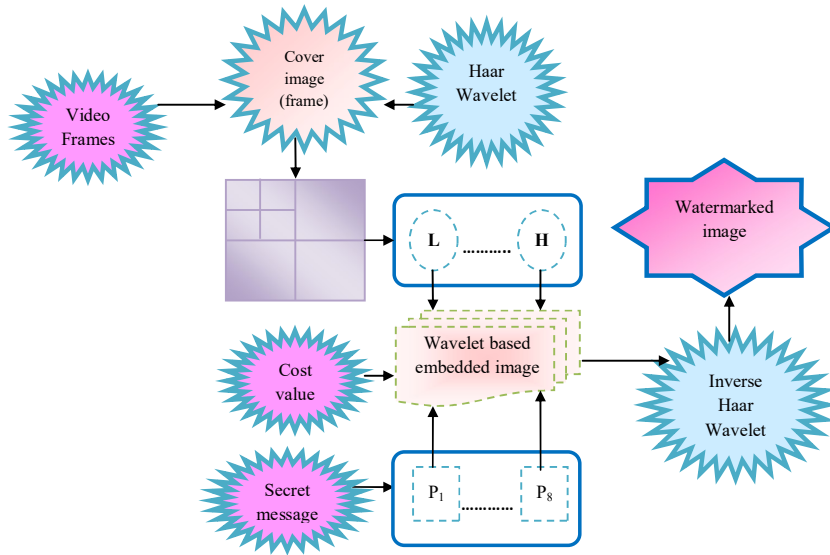 Cover
image
(frame)
Haar
Wavelet
Video
Frames
L ........... H
Watermarked
image
Wavelet based
embedded image
Cost
value
Inverse
Haar
Wavelet
Secret
message
P1 ............. P8